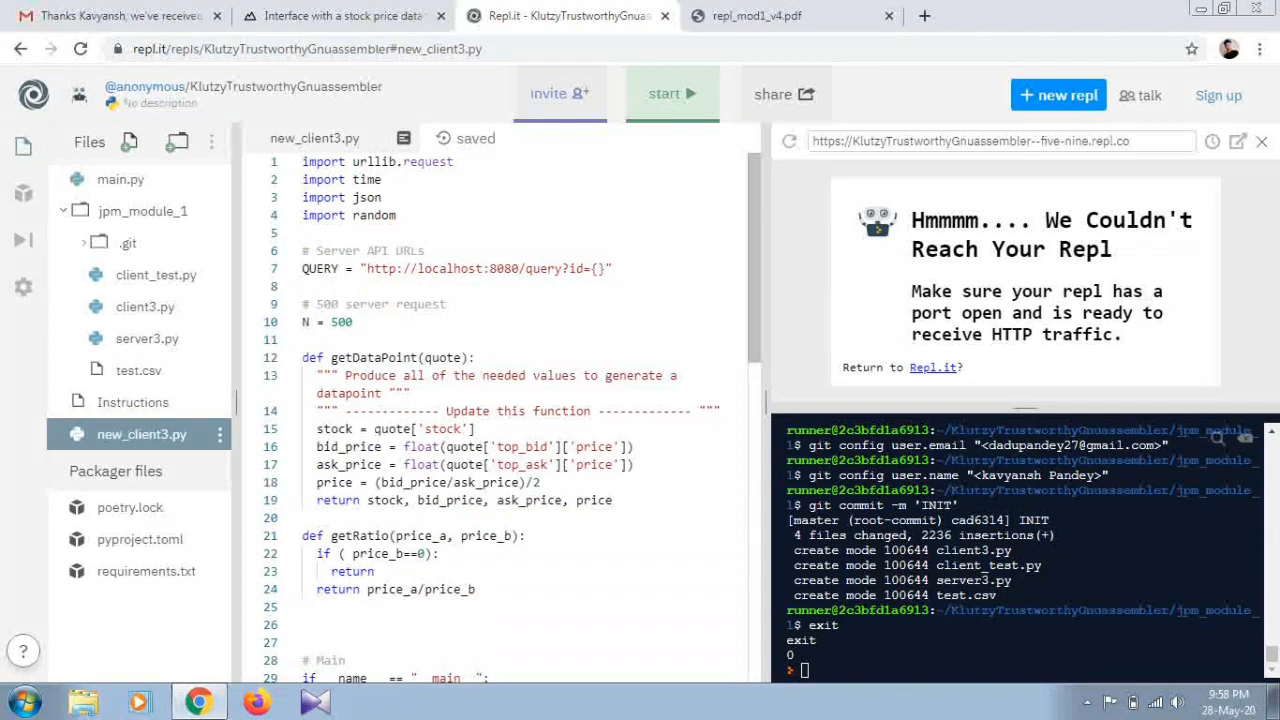 Thanks Kavyansh, we've received
Interface with a stock price data
Repl.it - KlutzyTrustworthyGnuas
repl_mod1_v4.pdf
repl.it/repls/KlutzyTrustworthyGnuassembler#new_client3.py
@anonymous/KlutzyTrustworthyGnuassembler
No description
invite
start
share
+ new repl
talk
Sign up
Files
main.py
jpm_module_1
.git
client_test.py
client3.py
server3.py
test.csv
Instructions
new_client3.py
Packager files
poetry.lock
pyproject.toml
requirements.txt
?
new_client3.py
saved
1 import urllib.request
2 import time
3 import json
4 import random
5
6 # Server API URLs
7 QUERY = "http://localhost:8080/query?id={}"
8
9 # 500 server request
10 N = 500
11
12 def getDataPoint(quote):
13 """ Produce all of the needed values to generate a
datapoint """
14 """ ------------- Update this function ------------- """
15 stock = quote['stock']
16 bid_price = float(quote['top_bid']['price'])
17 ask_price = float(quote['top_ask']['price'])
18 price = (bid_price/ask_price)/2
19 return stock, bid_price, ask_price, price
20
21 def getRatio(price_a, price_b):
22 if ( price_b==0):
23 return
24 return price_a/price_b
25
26
27
28 # Main
29 if __name__ == "__main__":
https://KlutzyTrustworthyGnuassembler--five-nine.repl.co
Hmmmm.... We Couldn't
Reach Your Repl
Make sure your repl has a
port open and is ready to
receive HTTP traffic.
Return to Repl.it?
runner@2c3bfd1a6913:~/KlutzyTrustworthyGnuassembler/jpm_module_
1$ git config user.email "<dadupandey27@gmail.com>"
runner@2c3bfd1a6913:~/KlutzyTrustworthyGnuassembler/jpm_module_
1$ git config user.name "<kavyansh Pandey>"
runner@2c3bfd1a6913:~/KlutzyTrustworthyGnuassembler/jpm_module_
1$ git commit -m 'INIT'
[master (root-commit) cad6314] INIT
4 files changed, 2236 insertions(+)
create mode 100644 client3.py
create mode 100644 client_test.py
create mode 100644 server3.py
create mode 100644 test.csv
runner@2c3bfd1a6913:~/KlutzyTrustworthyGnuassembler/jpm_module_
1$ exit
exit
0
9:58 PM
28-May-20